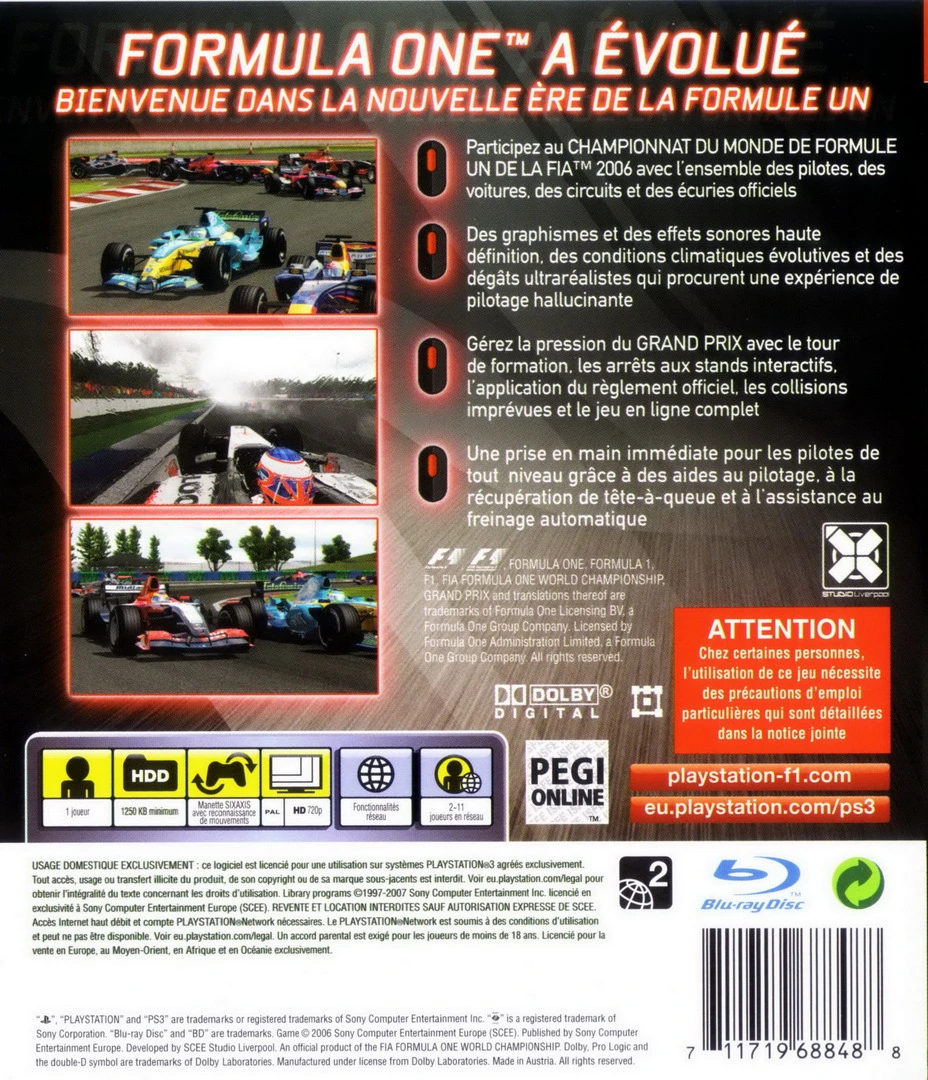 FORMULA ONE™ A ÉVOLUÉ
BIENVENUE DANS LA NOUVELLE ÈRE DE LA FORMULE UN
Participez au CHAMPIONNAT DU MONDE DE FORMULE
UN DE LA FIA™ 2006 avec l'ensemble des pilotes, des
voitures, des circuits et des écuries officiels
Des graphismes et des effets sonores haute
définition, des conditions climatiques évolutives et des
dégâts ultraréalistes qui procurent une expérience de
pilotage hallucinante
Gérez la pression du GRAND PRIX avec le tour
de formation, les arrêts aux stands interactifs,
l'application du règlement officiel, les collisions
imprévues et le jeu en ligne complet
Une prise en main immédiate pour les pilotes de
tout niveau grâce à des aides au pilotage, à la
récupération de tête-à-queue et à l'assistance au
freinage automatique
F1 F1, FORMULA ONE, FORMULA 1,
F1, FIA FORMULA ONE WORLD CHAMPIONSHIP,
GRAND PRIX and translations thereof are
trademarks of Formula One Licensing BV, a
Formula One Group Company. Licensed by
Formula One Administration Limited, a Formula
One Group Company. All rights reserved.
STUDIO Liverpool
ATTENTION
Chez certaines personnes,
l'utilisation de ce jeu nécessite
des précautions d'emploi
particulières qui sont détaillées
dans la notice jointe
DOLBY®
DIGITAL
playstation-f1.com
eu.playstation.com/ps3
PEGI
ONLINE
TM
HDD
1 joueur
1250 KB minimum
Manette SIXAXIS
avec reconnaissance
de mouvements
PAL HD 720p
Fonctionnalités
réseau
2-11
joueurs en réseau
USAGE DOMESTIQUE EXCLUSIVEMENT : ce logiciel est licencié pour une utilisation sur systèmes PLAYSTATION®3 agréés exclusivement.
Tout accès, usage ou transfert illicite du produit, de son copyright ou de sa marque sous-jacents est interdit. Voir eu.playstation.com/legal pour
obtenir l'intégralité du texte concernant les droits d'utilisation. Library programs ©1997-2007 Sony Computer Entertainment Inc. licencié en
exclusivité à Sony Computer Entertainment Europe (SCEE). REVENTE ET LOCATION INTERDITES SAUF AUTORISATION EXPRESSE DE SCEE.
Accès Internet haut débit et compte PLAYSTATION®Network nécessaires. Le PLAYSTATION®Network est soumis à des conditions d'utilisation
et peut ne pas être disponible. Voir eu.playstation.com/legal. Un accord parental est exigé pour les joueurs de moins de 18 ans. Licencié pour la
vente en Europe, au Moyen-Orient, en Afrique et en Océanie exclusivement.
2
Blu-ray Disc
TM
"", "PLAYSTATION" and "PS3" are trademarks or registered trademarks of Sony Computer Entertainment Inc. "" is a registered trademark of
Sony Corporation. "Blu-ray Disc" and "BD" are trademarks. Game © 2006 Sony Computer Entertainment Europe (SCEE). Published by Sony Computer
Entertainment Europe. Developed by SCEE Studio Liverpool. An official product of the FIA FORMULA ONE WORLD CHAMPIONSHIP. Dolby, Pro Logic and
the double-D symbol are trademarks of Dolby Laboratories. Manufactured under license from Dolby Laboratories. Made in Austria. All rights reserved.
7 11719 68848 8